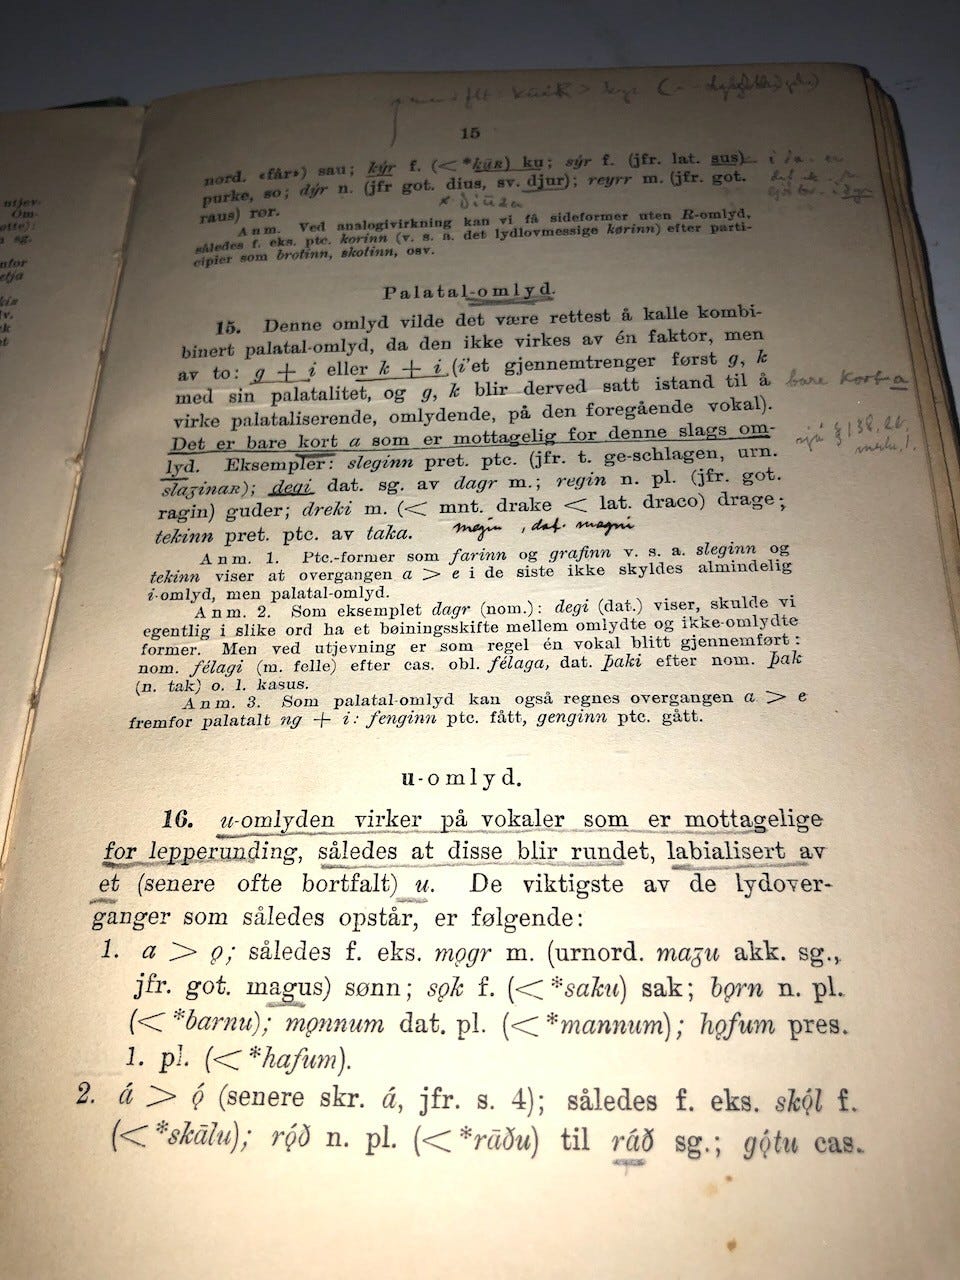 15
nord. «får») sau; kýr f. (< *kūʀ) ku; sýr f. (jfr. lat. sus)
purke, so; dýr n. (jfr got. dius, sv. djur); reyrr m. (jfr. got.
raus) rør.
Anm. Ved analogivirkning kan vi få sideformer uten R-omlyd,
således f. eks. ptc. korinn (v. s. a. det lydlovmessige kørinn) efter parti-
cipier som brotinn, skotinn, osv.
Palatal-omlyd.
15. Denne omlyd vilde det være rettest å kalle kombi-
binert palatal-omlyd, da den ikke virkes av én faktor, men
av to: g + i eller k + i (i'et gjennemtrenger først g, k
med sin palatalitet, og g, k blir derved satt istand til å
bare kort a
virke palataliserende, omlydende, på den foregående vokal).
Det er bare kort a som er mottagelig for denne slags om-
lyd. Eksempler: sleginn pret. ptc. (jfr. t. ge-schlagen, urn.
slaʒinaʀ); degi dat. sg. av dagr m.; regin n. pl. (jfr. got.
ragin) guder; dreki m. (< mnt. drake < lat. draco) drage;
tekinn pret. ptc. av taka. megin, dat. magni
Anm. 1. Ptc.-former som farinn og grafinn v. s. a. sleginn og
tekinn viser at overgangen a > e i de siste ikke skyldes almindelig
i-omlyd, men palatal-omlyd.
Anm. 2. Som eksemplet dagr (nom.): degi (dat.) viser, skulde vi
egentlig i slike ord ha et bøiningsskifte mellem omlydte og ikke-omlydte
former. Men ved utjevning er som regel én vokal blitt gjennemført:
nom. félagi (m. felle) efter cas. obl. félaga, dat. þaki efter nom. þak
(n. tak) o. l. kasus.
Anm. 3. Som palatal-omlyd kan også regnes overgangen a > e
fremfor palatalt ng + i: fenginn ptc. fått, genginn ptc. gått.
u-omlyd.
16. u-omlyden virker på vokaler som er mottagelige
for lepperunding, således at disse blir rundet, labialisert av
et (senere ofte bortfalt) u. De viktigste av de lydover-
ganger som således opstår, er følgende:
1. a > ǫ; således f. eks. mǫgr m. (urnord. maʒu akk. sg.,
jfr. got. magus) sønn; sǫk f. (< *saku) sak; bǫrn n. pl.
(< *barnu); mǫnnum dat. pl. (< *mannum); hǫfum pres.
1. pl. (< *hafum).
2. á > ǫ́ (senere skr. á, jfr. s. 4); således f. eks. skǫ́l f.
(< *skālu); rǫ́ð n. pl. (< *rāðu) til ráð sg.; gǫ́tu cas.